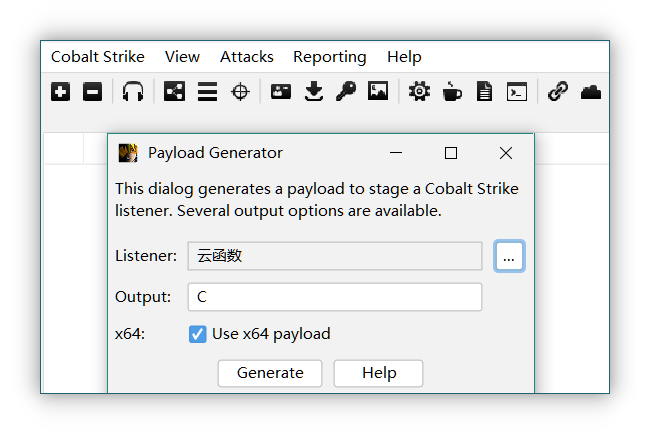 Cobalt Strike View Attacks Reporting Help
Payload Generator
This dialog generates a payload to stage a Cobalt Strike
listener. Several output options are available.
Listener: 云函数 ...
Output: C
x64: Use x64 payload
Generate Help